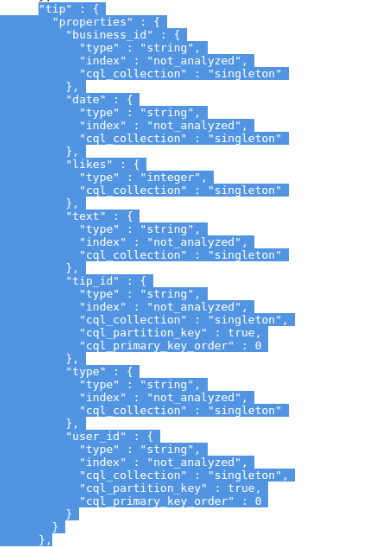 "tip" : {
"properties" : {
"business_id" : {
"type" : "string",
"index" : "not_analyzed",
"cql_collection" : "singleton"
},
"date" : {
"type" : "string",
"index" : "not_analyzed",
"cql_collection" : "singleton"
},
"likes" : {
"type" : "integer",
"cql_collection" : "singleton"
},
"text" : {
"type" : "string",
"index" : "not_analyzed",
"cql_collection" : "singleton"
},
"tip_id" : {
"type" : "string",
"index" : "not_analyzed",
"cql_collection" : "singleton",
"cql_partition_key" : true,
"cql_primary_key_order" : 0
},
"type" : {
"type" : "string",
"index" : "not_analyzed",
"cql_collection" : "singleton"
},
"user_id" : {
"type" : "string",
"index" : "not_analyzed",
"cql_collection" : "singleton",
"cql_partition_key" : true,
"cql_primary_key_order" : 0
}
}
},